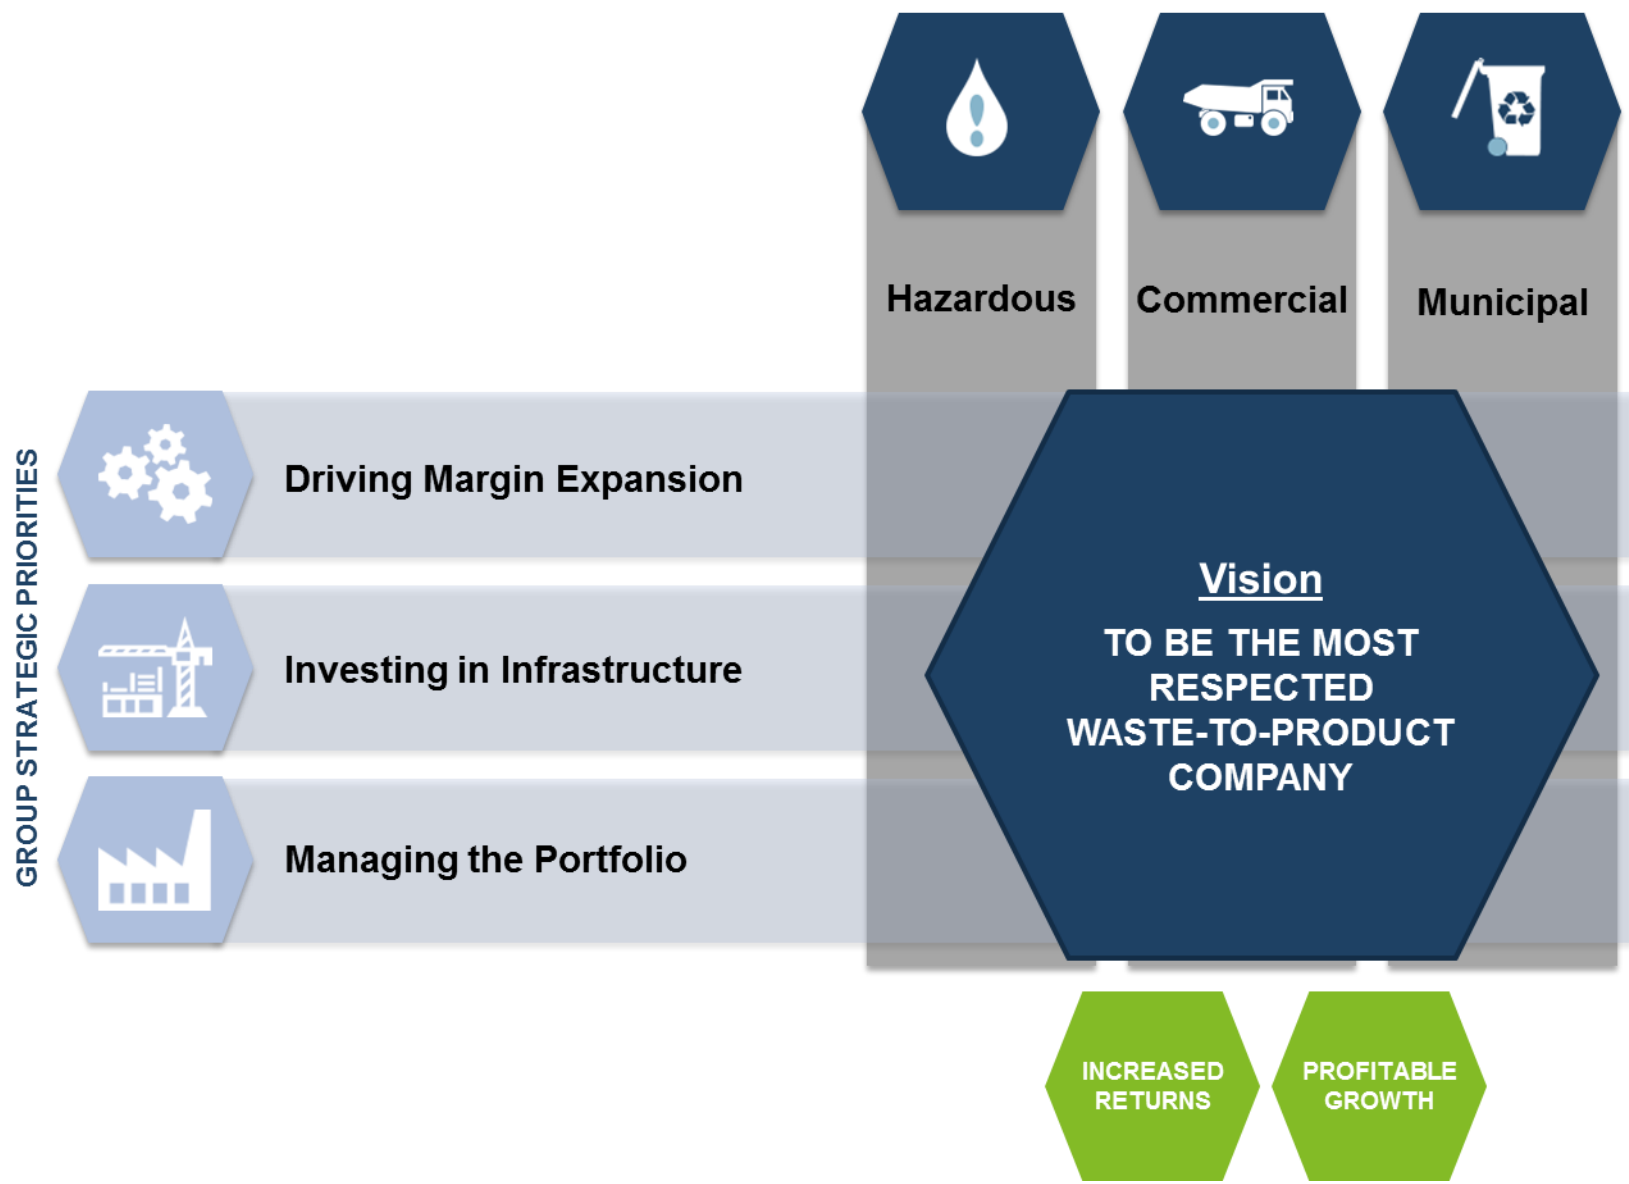 Hazardous
Commercial
Municipal
GROUP STRATEGIC PRIORITIES
Driving Margin Expansion
Investing in Infrastructure
Managing the Portfolio
Vision
TO BE THE MOST
RESPECTED
WASTE-TO-PRODUCT
COMPANY
INCREASED
RETURNS
PROFITABLE
GROWTH